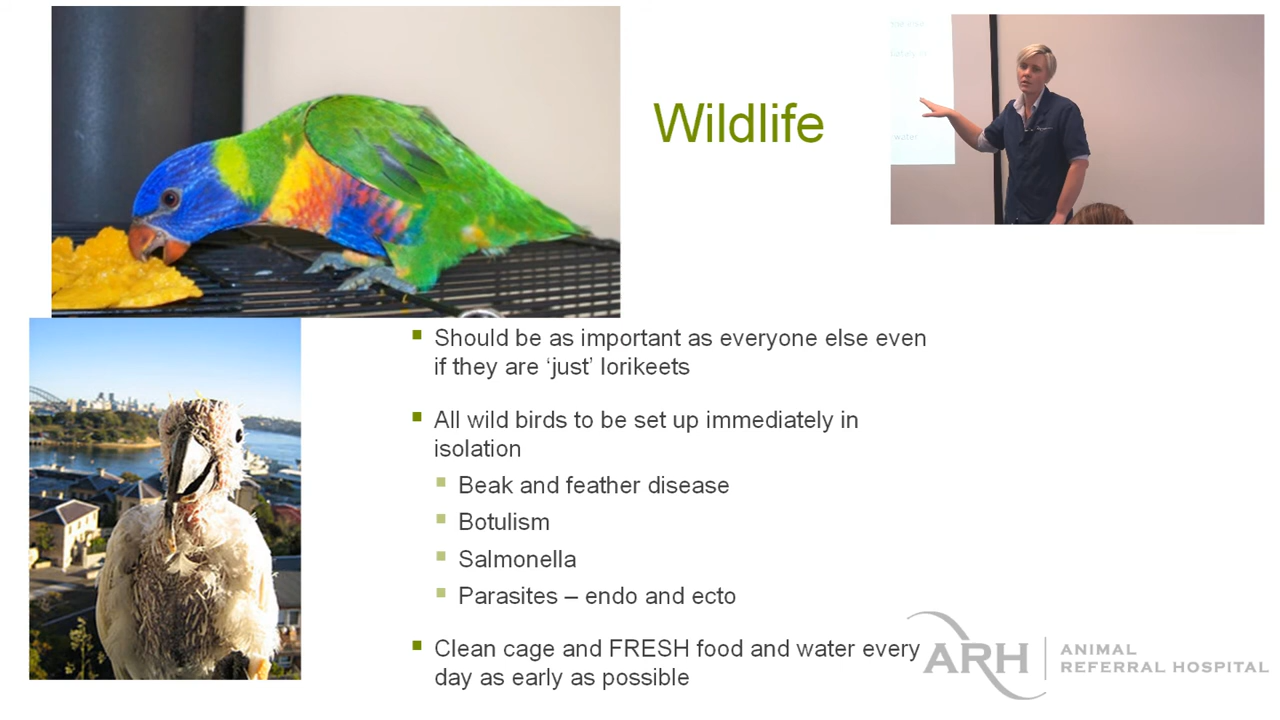 Wildlife
water
Should be as important as everyone else even
if they are ‘just’ lorikeets
All wild birds to be set up immediately in
isolation
Beak and feather disease
Botulism
Salmonella
Parasites – endo and ecto
Clean cage and FRESH food and water every
day as early as possible
ARH ANIMAL
REFERRAL HOSPITAL